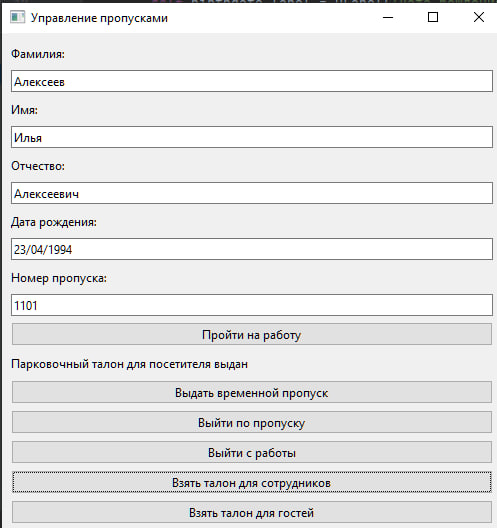 Управление пропусками
Фамилия:
Алексеев
Имя:
Илья
Отчество:
Алексеевич
Дата рождения:
23/04/1994
Номер пропуска:
1101
Пройти на работу
Парковочный талон для посетителя выдан
Выдать временной пропуск
Выйти по пропуску
Выйти с работы
Взять талон для сотрудников
Взять талон для гостей